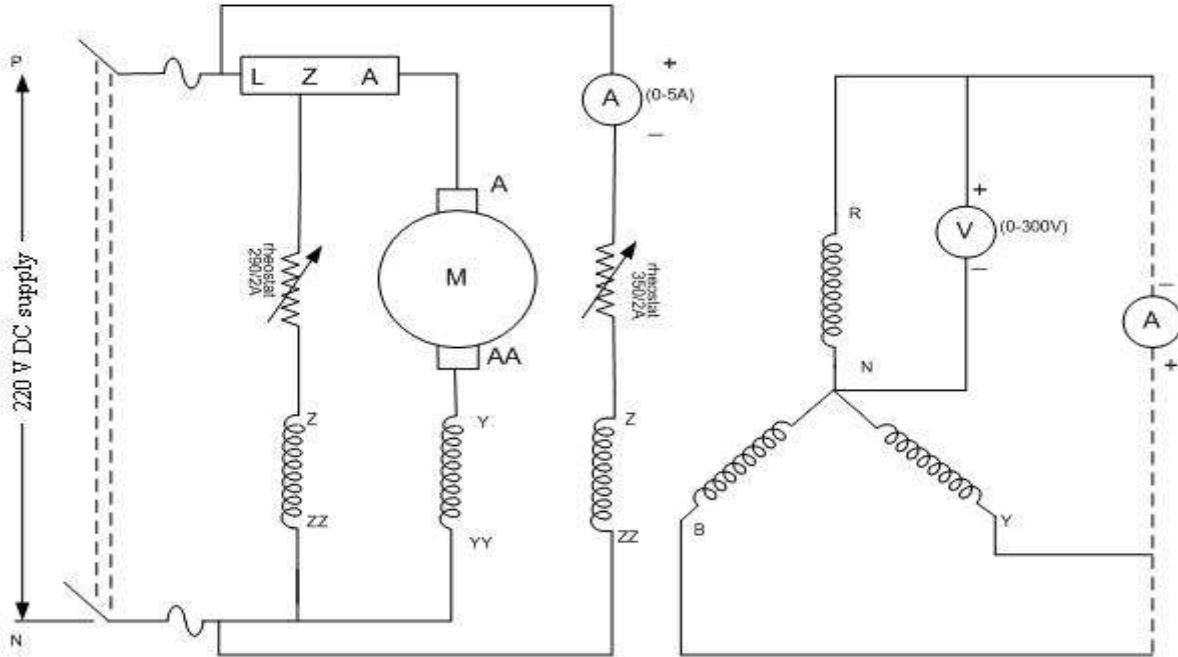 P
220 V DC supply
N
L Z A
A
M
AA
rheostat
290/2A
Z
ZZ
Y
YY
+
A
(0-5A)
−
rheostat
350/2A
Z
ZZ
R
N
B
Y
+
V
(0-300V)
−
−
A
+